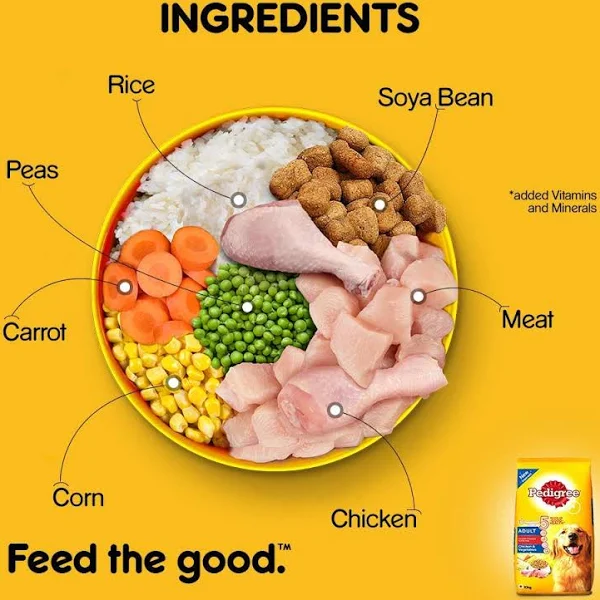 INGREDIENTS
Rice
Soya Bean
Peas
*added Vitamins
and Minerals
Carrot
Meat
Corn
Chicken
Feed the good.™
Pedigree
ADULT